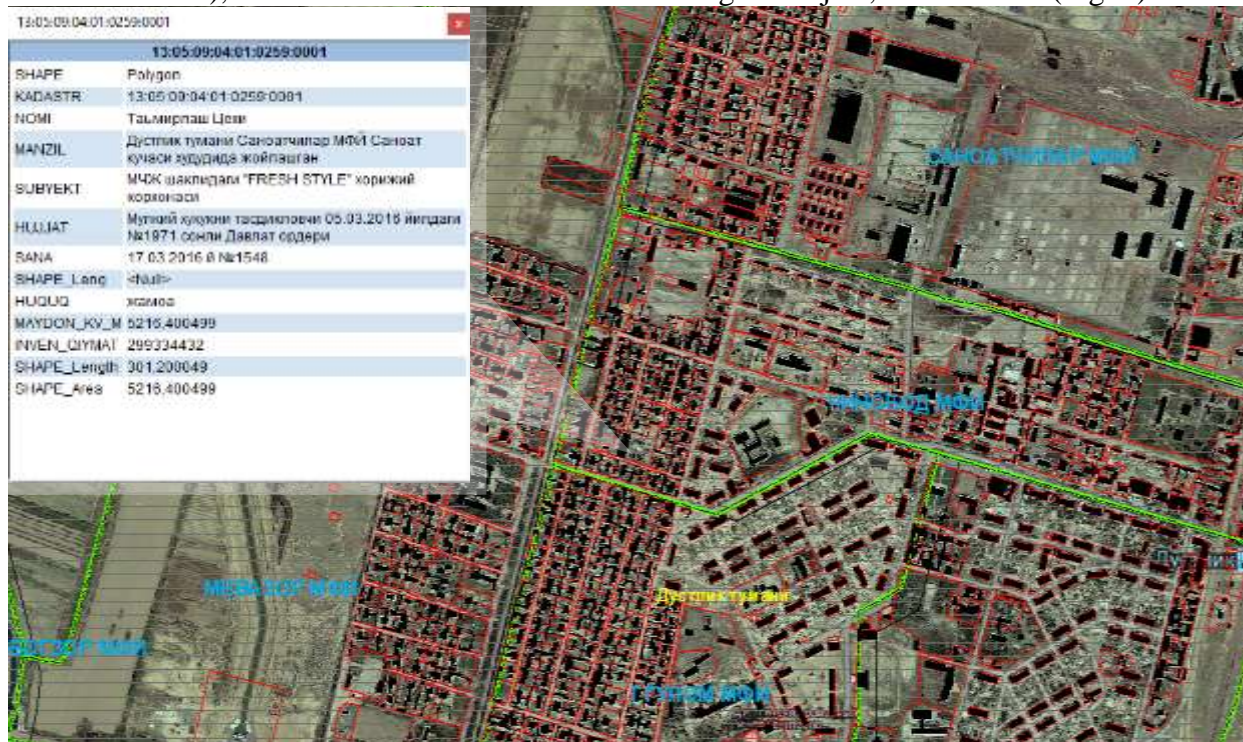 13:05:09:04:01:0259:0001
13:05:09:04:01:0259:0001
SHAPE Polygon
KADASTR 13:05:09:04:01:0259:0001
NOMI Таъмирлаш Цехи
MANZIL Дустлик тумани Саноатчилар МФЙ Саноат
кучаси худудида жойлашган
SUBYEKT МЧЖ шаклидаги "FRESH STYLE" хорижий
корхонаси
HUJJAT Мулкий хукукни тасдикловчи 05.03.2016 йилдаги
№1971 сонли Давлат ордери
SANA 17.03.2016 й №1548
SHAPE_Leng <Null>
HUQUQ жамоа
MAYDON_KV_M 5216,400499
INVEN_QIYMAT 299334432
SHAPE_Length 301,200049
SHAPE_Area 5216,400499
САНОАТЧИЛАР МФЙ
МФЙ
МЕВАЗОР МФЙ
Дустлик тумани
МФЙ
МФЙ